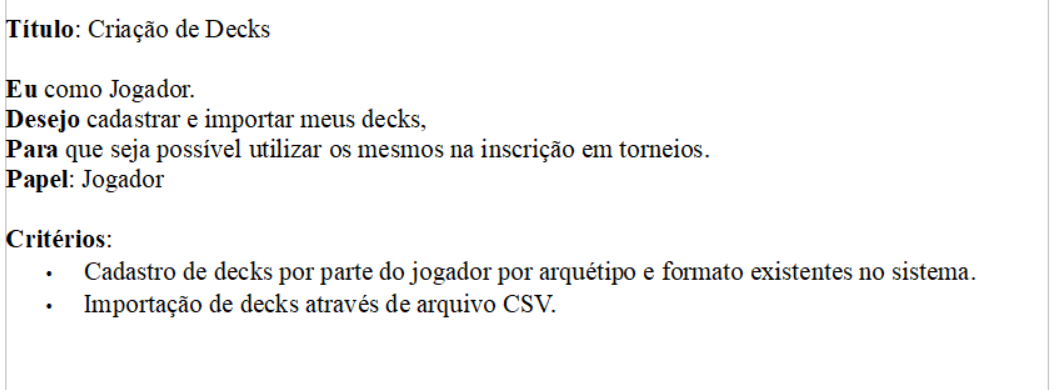 Título: Criação de Decks
Eu como Jogador.
Desejo cadastrar e importar meus decks,
Para que seja possível utilizar os mesmos na inscrição em torneios.
Papel: Jogador
Critérios:
• Cadastro de decks por parte do jogador por arquétipo e formato existentes no sistema.
• Importação de decks através de arquivo CSV.